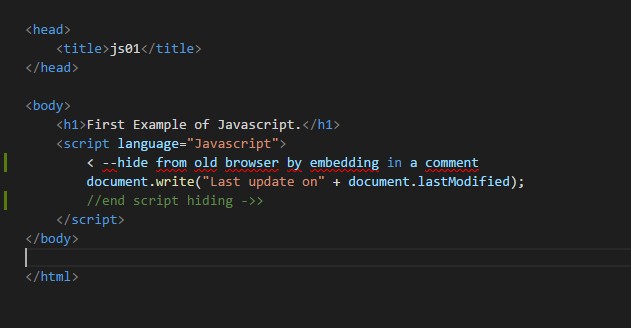 <head>
<title>js01</title>
</head>
<body>
<h1>First Example of Javascript.</h1>
<script language="Javascript">
< --hide from old browser by embedding in a comment
document.write("Last update on" + document.lastModified);
//end script hiding ->>
</script>
</body>
</html>